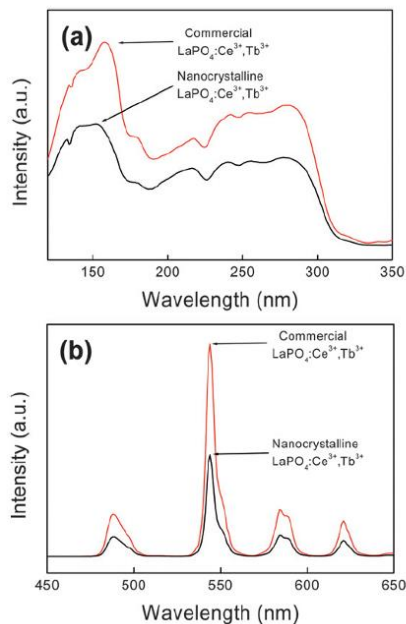 (a)
Commercial
LaPO₄:Ce³⁺,Tb³⁺
Nanocrystalline
LaPO₄:Ce³⁺,Tb³⁺
Intensity (a.u.)
150 200 250 300 350
Wavelength (nm)
(b)
Commercial
LaPO₄:Ce³⁺,Tb³⁺
Nanocrystalline
LaPO₄:Ce³⁺,Tb³⁺
Intensity (a.u.)
450 500 550 600 650
Wavelength (nm)